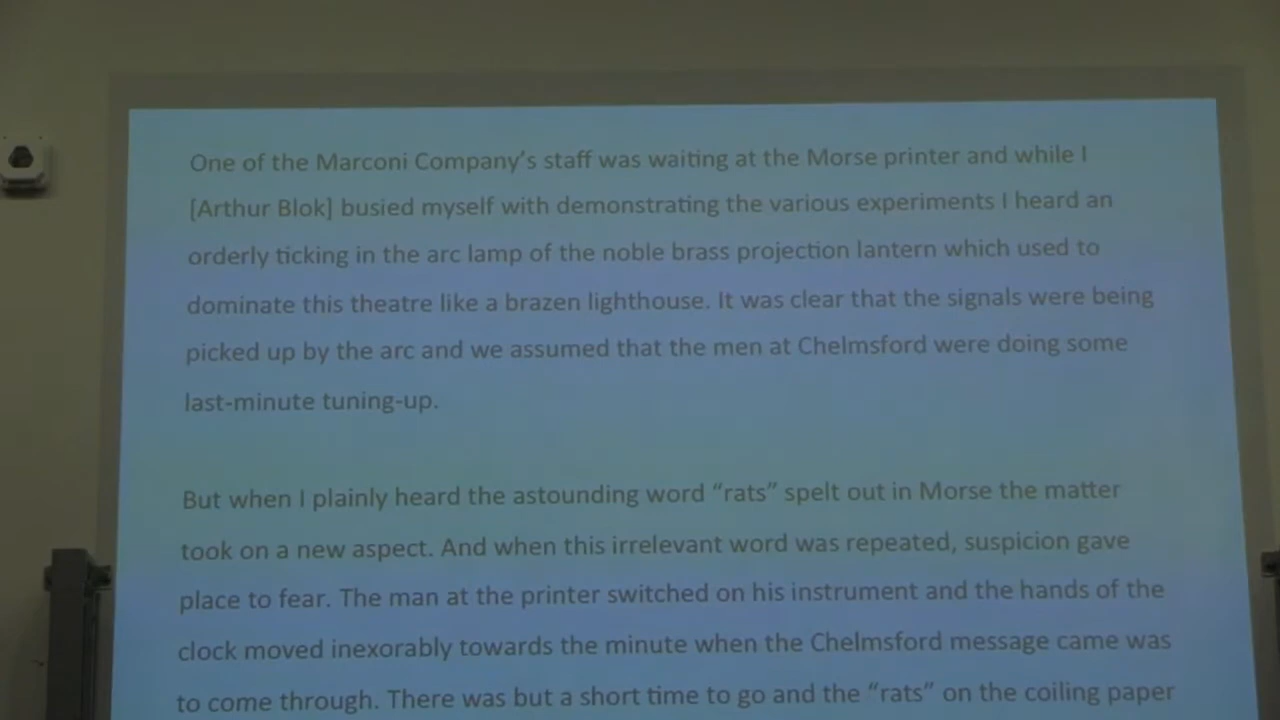 One of the Marconi Company's staff was waiting at the Morse printer and while I
[Arthur Blok] busied myself with demonstrating the various experiments I heard an
orderly ticking in the arc lamp of the noble brass projection lantern which used to
dominate this theatre like a brazen lighthouse. It was clear that the signals were being
picked up by the arc and we assumed that the men at Chelmsford were doing some
last-minute tuning-up.
But when I plainly heard the astounding word “rats” spelt out in Morse the matter
took on a new aspect. And when this irrelevant word was repeated, suspicion gave
place to fear. The man at the printer switched on his instrument and the hands of the
clock moved inexorably towards the minute when the Chelmsford message came was
to come through. There was but a short time to go and the “rats” on the coiling paper